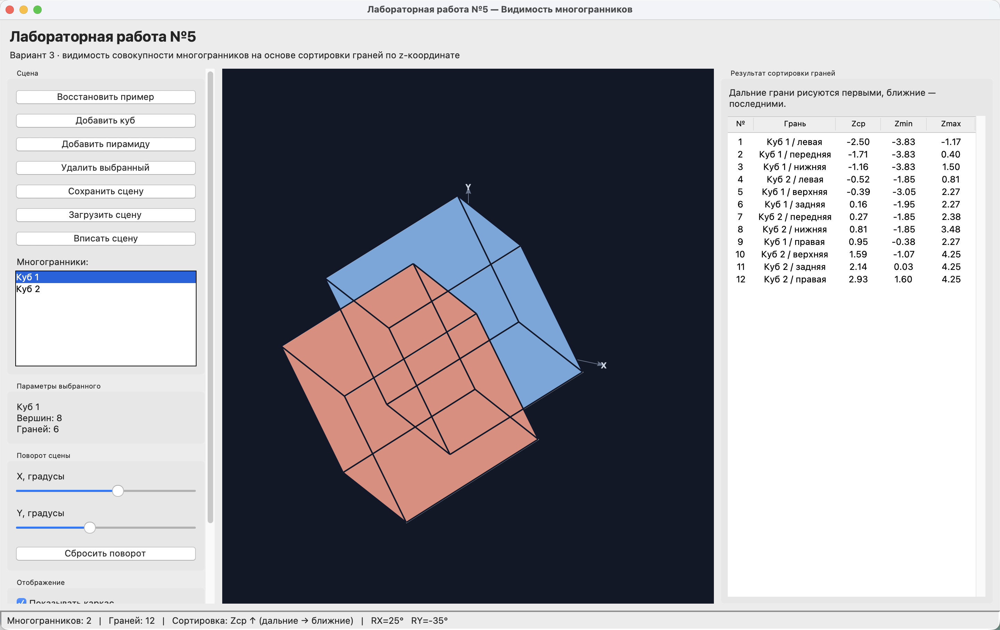 Лабораторная работа №5 — Видимость многогранников
Лабораторная работа №5
Вариант 3 · видимость совокупности многогранников на основе сортировки граней по z-координате
Сцена
Восстановить пример
Добавить куб
Добавить пирамиду
Удалить выбранный
Сохранить сцену
Загрузить сцену
Вписать сцену
Многогранники:
Куб 1
Куб 2
Параметры выбранного
Куб 1
Вершин: 8
Граней: 6
Поворот сцены
X, градусы
Y, градусы
Сбросить поворот
Отображение
Показывать каркас
Y
X
Результат сортировки граней
Дальние грани рисуются первыми, ближние —
последними.
№ Грань Zср Zmin Zmax
1 Куб 1 / левая -2.50 -3.83 -1.17
2 Куб 1 / передняя -1.71 -3.83 0.40
3 Куб 1 / нижняя -1.16 -3.83 1.50
4 Куб 2 / левая -0.52 -1.85 0.81
5 Куб 1 / верхняя -0.39 -3.05 2.27
6 Куб 1 / задняя 0.16 -1.95 2.27
7 Куб 2 / передняя 0.27 -1.85 2.38
8 Куб 2 / нижняя 0.81 -1.85 3.48
9 Куб 1 / правая 0.95 -0.38 2.27
10 Куб 2 / верхняя 1.59 -1.07 4.25
11 Куб 2 / задняя 2.14 0.03 4.25
12 Куб 2 / правая 2.93 1.60 4.25
Многогранников: 2 | Граней: 12 | Сортировка: Zср ↑ (дальние → ближние) | RX=25° RY=-35°